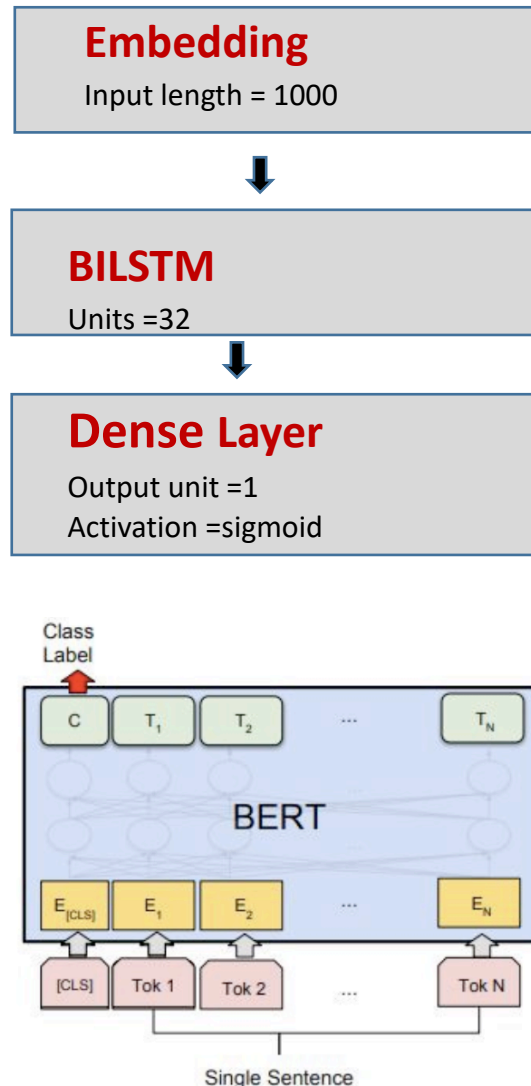 Embedding
Input length = 1000
BILSTM
Units =32
Dense Layer
Output unit =1
Activation =sigmoid
Class
Label
C T1 T2 ... TN
BERT
E[CLS] E1 E2 ... EN
[CLS] Tok 1 Tok 2 ... Tok N
Single Sentence